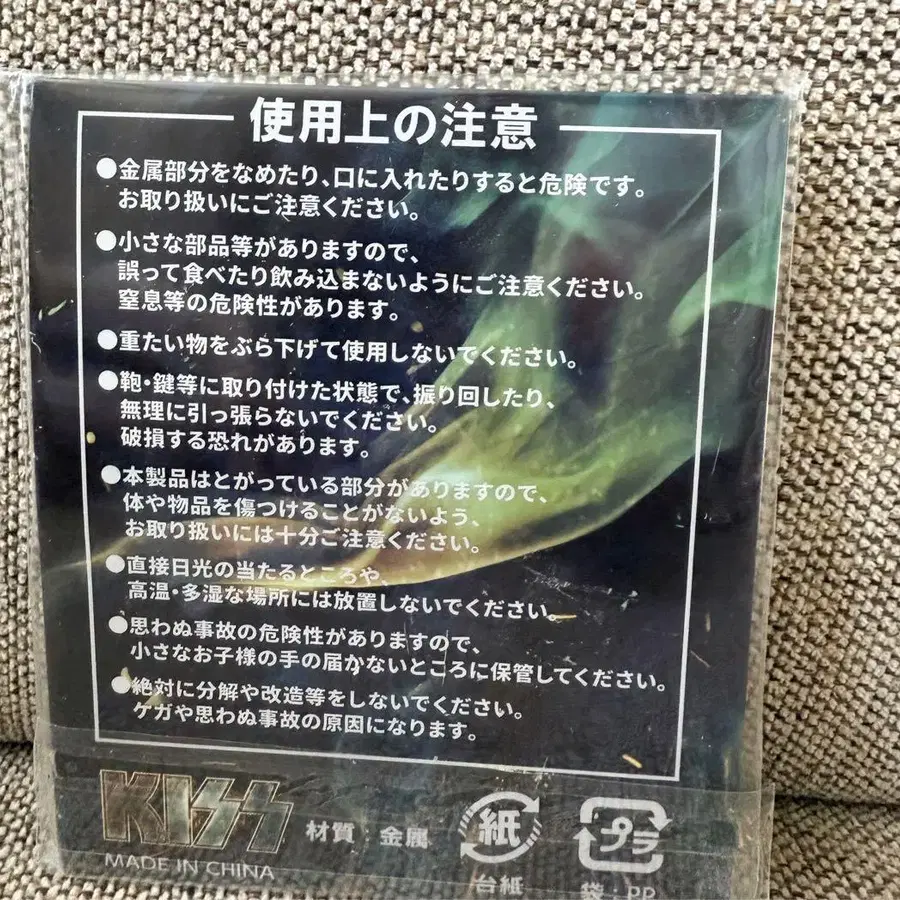 使用上の注意
●金属部分をなめたり、口に入れたりすると危険です。
お取り扱いにご注意ください。
●小さな部品等がありますので、
誤って食べたり飲み込まないようにご注意ください。
窒息等の危険性があります。
●重たい物をぶら下げて使用しないでください。
●鞄・鍵等に取り付けた状態で、振り回したり、
無理に引っ張らないでください。
破損する恐れがあります。
●本製品はとがっている部分がありますので、
体や物品を傷つけることがないよう、
お取り扱いには十分ご注意ください。
●直接日光の当たるところや、
高温・多湿な場所には放置しないでください。
●思わぬ事故の危険性がありますので、
小さなお子様の手の届かないところに保管してください。
●絶対に分解や改造等をしないでください。
ケガや思わぬ事故の原因になります。
KISS
MADE IN CHINA
材質:金属
紙
台紙
プラ
袋:PP